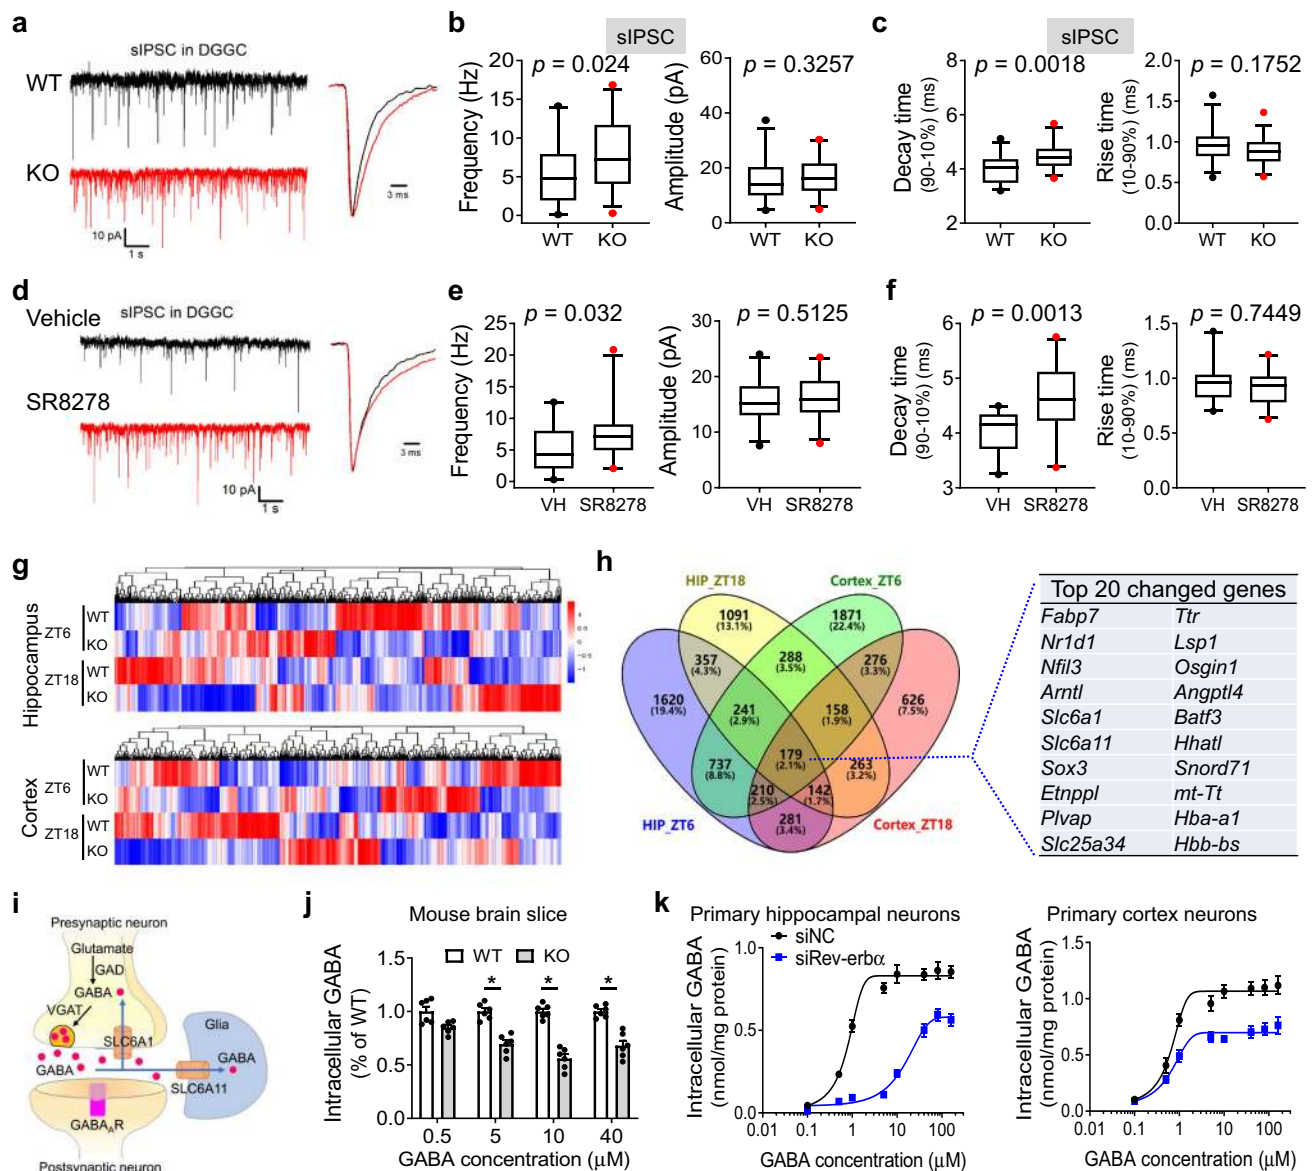 a
sIPSC in DGGC
WT
KO
10 pA
1 s
3 ms
b
sIPSC
p = 0.024
p = 0.3257
Frequency (Hz)
20
15
10
5
0
WT KO
Amplitude (pA)
60
40
20
0
WT KO
c
sIPSC
p = 0.0018
p = 0.1752
Decay time
(90-10%) (ms)
8
6
4
2
WT KO
Rise time
(10-90%) (ms)
2.0
1.5
1.0
0.5
0.0
WT KO
d
Vehicle
sIPSC in DGGC
SR8278
10 pA
1 s
3 ms
e
p = 0.032
p = 0.5125
Frequency (Hz)
25
20
15
10
5
0
VH SR8278
Amplitude (pA)
30
20
10
0
VH SR8278
f
p = 0.0013
p = 0.7449
Decay time
(90-10%) (ms)
6
5
4
3
VH SR8278
Rise time
(10-90%) (ms)
1.5
1.0
0.5
0.0
VH SR8278
g
Hippocampus
ZT6
WT
KO
ZT18
WT
KO
1
0.5
0
-0.5
-1
Cortex
ZT6
WT
KO
ZT18
WT
KO
h
HIP_ZT18
Cortex_ZT6
HIP_ZT6
Cortex_ZT18
1091
(13.1%)
1871
(22.4%)
357
(4.3%)
288
(3.5%)
276
(3.3%)
1620
(19.4%)
626
(7.5%)
241
(2.9%)
158
(1.9%)
179
(2.1%)
737
(8.8%)
263
(3.2%)
210
(2.5%)
142
(1.7%)
281
(3.4%)
Top 20 changed genes
Fabp7 Ttr
Nr1d1 Lsp1
Nfil3 Osgin1
Arntl Angptl4
Slc6a1 Batf3
Slc6a11 Hhatl
Sox3 Snord71
Etnppl mt-Tt
Plvap Hba-a1
Slc25a34 Hbb-bs
i
Presynaptic neuron
Glutamate
GAD
GABA
VGAT
SLC6A1
Glia
GABA
GABA
SLC6A11
GABAAR
Postsynaptic neuron
j
Mouse brain slice
WT KO
* * *
Intracellular GABA
(% of WT)
1.5
1.0
0.5
0.0
0.5 5 10 40
GABA concentration (μM)
k
Primary hippocampal neurons
siNC
siRev-erbα
Intracellular GABA
(nmol/mg protein)
1.0
0.5
0.0
0.01 0.1 1 10 100
GABA concentration (μM)
Primary cortex neurons
Intracellular GABA
(nmol/mg protein)
1.5
1.0
0.5
0.0
0.01 0.1 1 10 100
GABA concentration (μM)